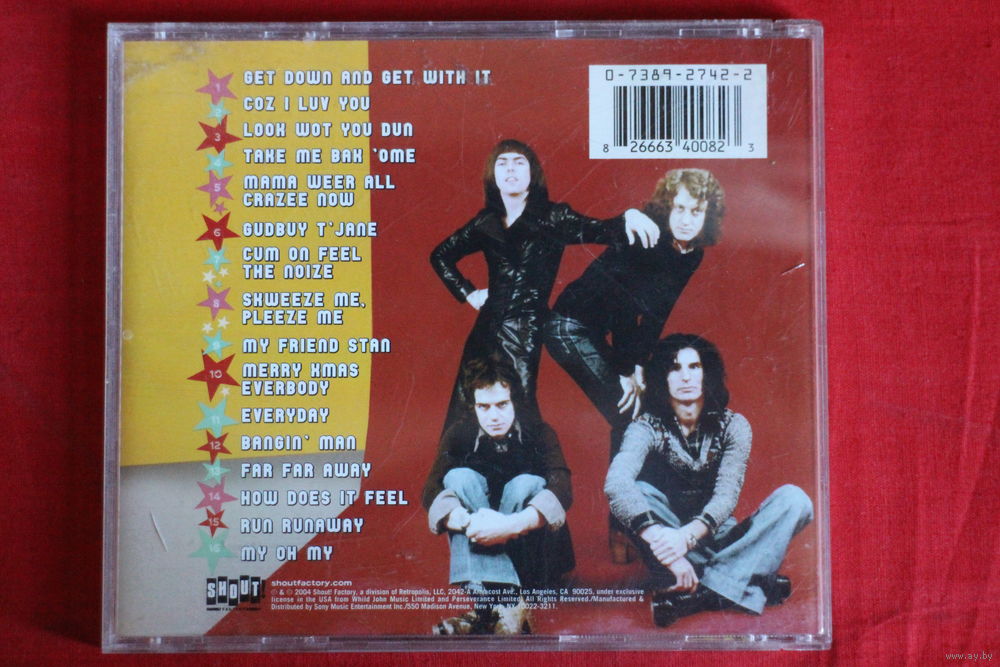 0-7389-2742-2
8 26663 40082 3
1 GET DOWN AND GET WITH IT
2 COZ I LUV YOU
3 LOOK WOT YOU DUN
4 TAKE ME BAK 'OME
5 MAMA WEER ALL
CRAZEE NOW
6 GUDBUY T'JANE
7 CUM ON FEEL
THE NOIZE
8 SKWEEZE ME,
PLEEZE ME
9 MY FRIEND STAN
10 MERRY XMAS
EVERBODY
11 EVERYDAY
12 BANGIN' MAN
13 FAR FAR AWAY
14 HOW DOES IT FEEL
15 RUN RUNAWAY
16 MY OH MY
SHOUT!
shoutfactory.com
℗ & © 2004 Shout! Factory, a division of Retropolis, LLC, 2042-A Armacost Ave., Los Angeles, CA 90025, under exclusive
license in the USA from Whild John Music Limited and Perseverance Limited. All Rights Reserved./Manufactured &
Distributed by Sony Music Entertainment Inc./550 Madison Avenue, New York, NY 10022-3211.
www.ay.by